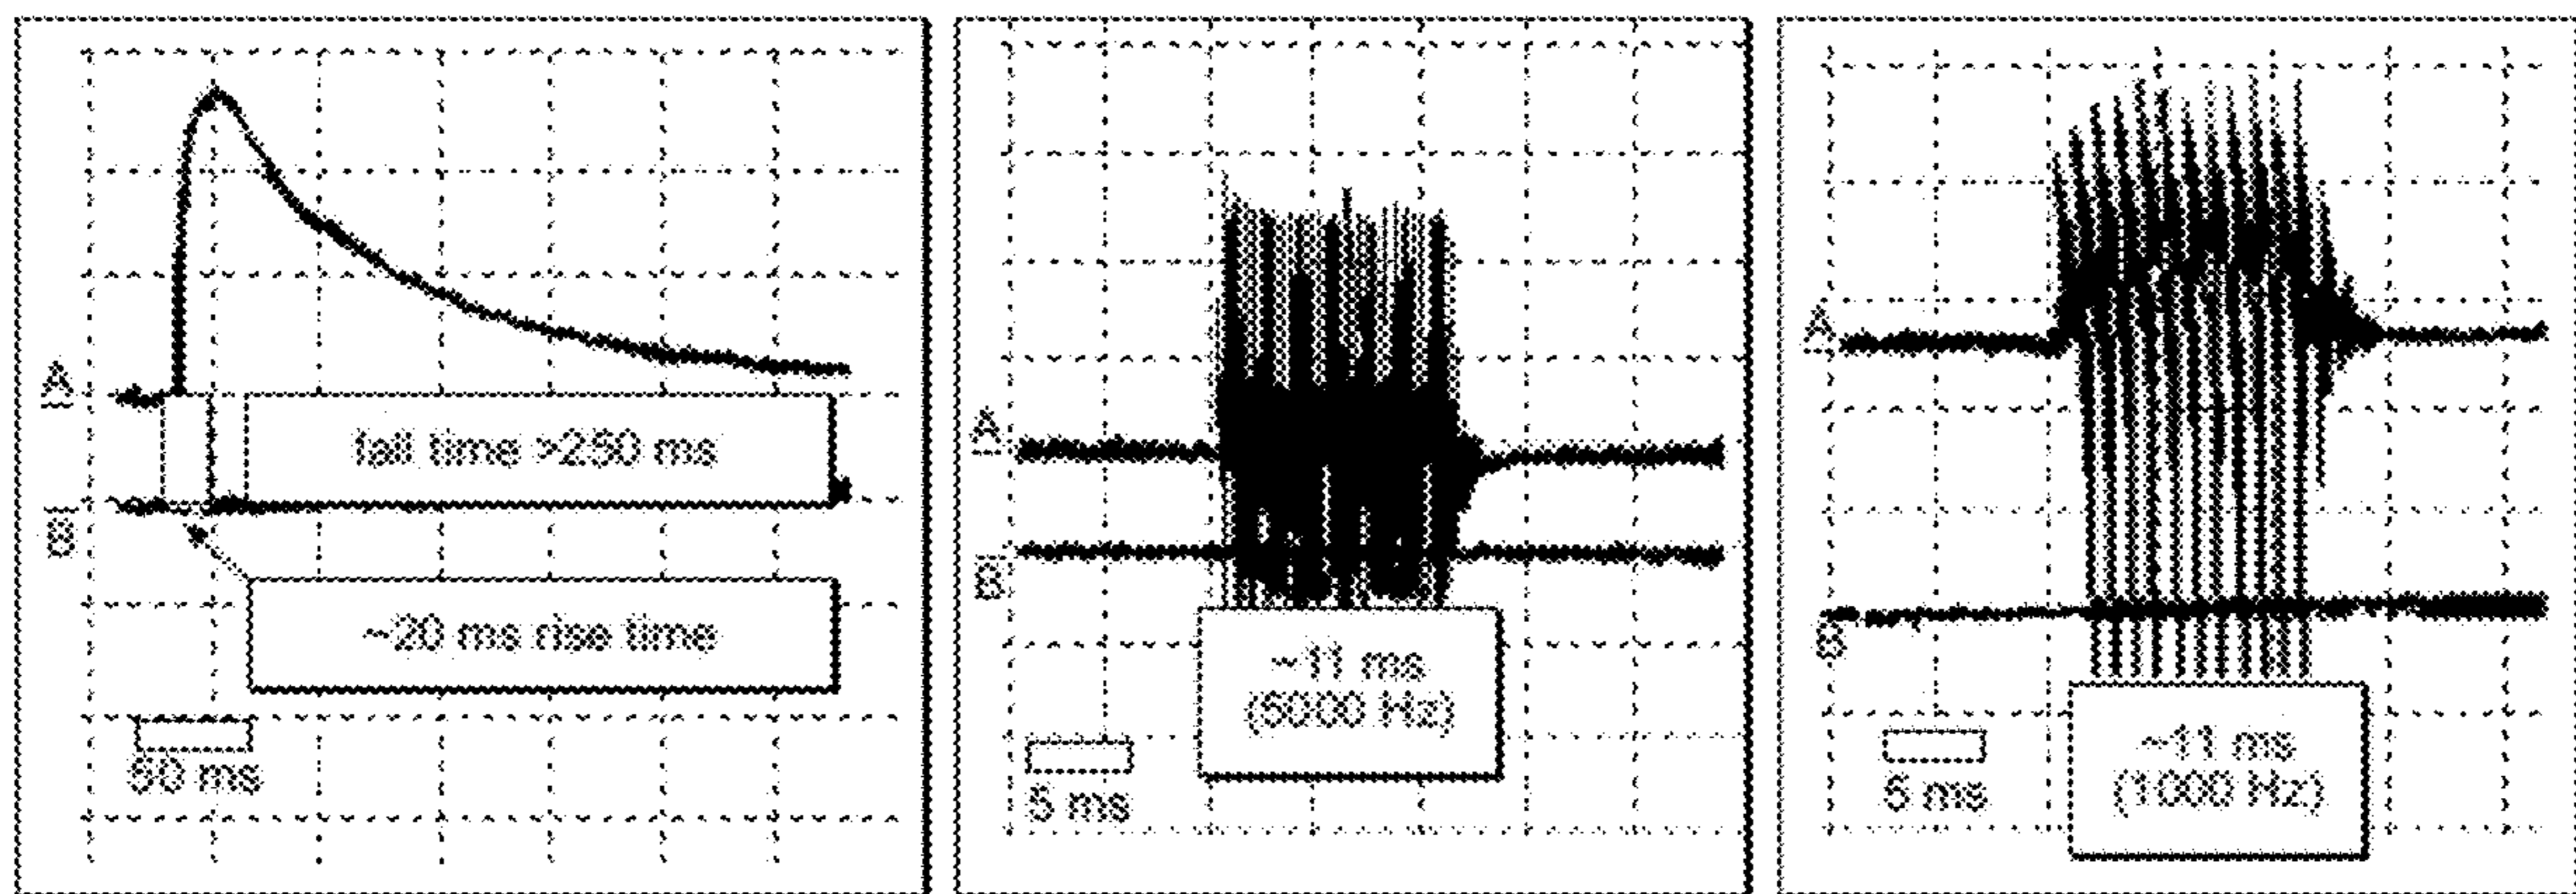 A
fall time >250 ms
B
~20 ms rise time
50 ms
A
B
~11 ms
(5000 Hz)
5 ms
A
B
~11 ms
(1000 Hz)
5 ms